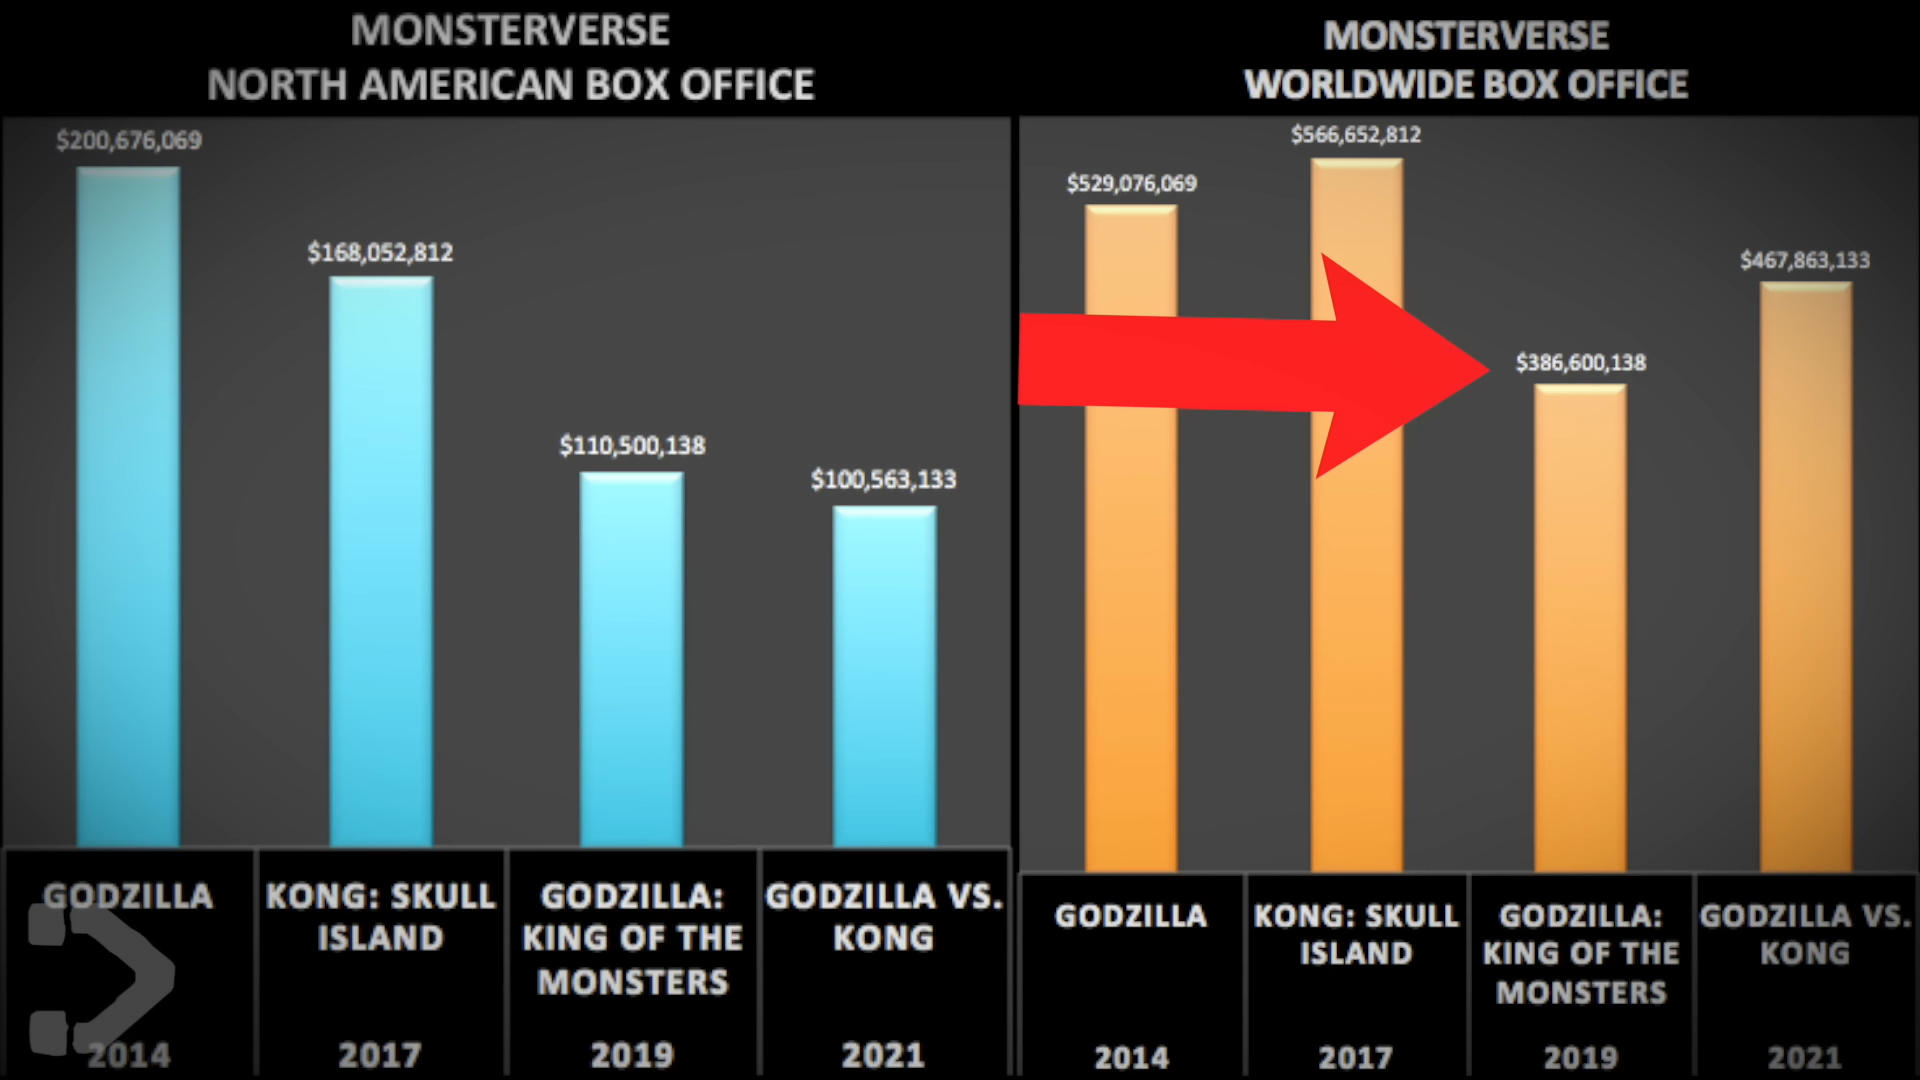 MONSTERVERSE
NORTH AMERICAN BOX OFFICE
$200,676,069
$168,052,812
$110,500,138
$100,563,133
GODZILLA
2014
KONG: SKULL
ISLAND
2017
GODZILLA:
KING OF THE
MONSTERS
2019
GODZILLA VS.
KONG
2021
MONSTERVERSE
WORLDWIDE BOX OFFICE
$529,076,069
$566,652,812
$386,600,138
$467,863,133
GODZILLA
2014
KONG: SKULL
ISLAND
2017
GODZILLA:
KING OF THE
MONSTERS
2019
GODZILLA VS.
KONG
2021